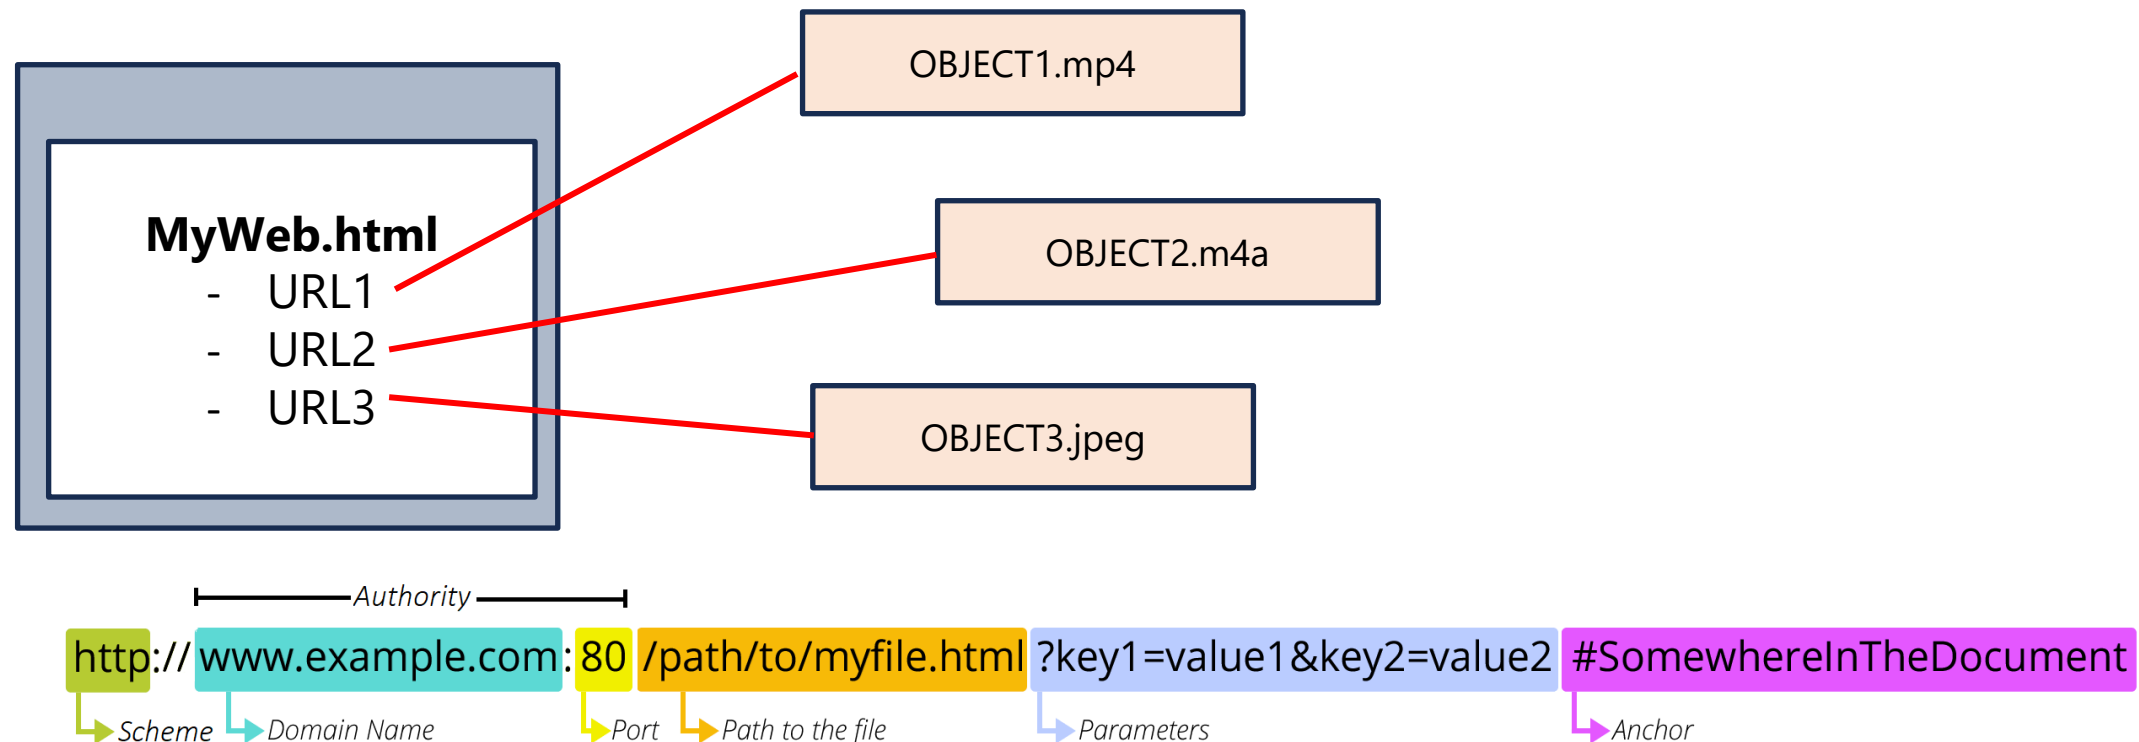 OBJECT1.mp4
MyWeb.html
- URL1
- URL2
- URL3
OBJECT2.m4a
OBJECT3.jpeg
Authority
http://www.example.com:80/path/to/myfile.html?key1=value1&key2=value2#SomewhereInTheDocument
Scheme Domain Name Port Path to the file Parameters Anchor